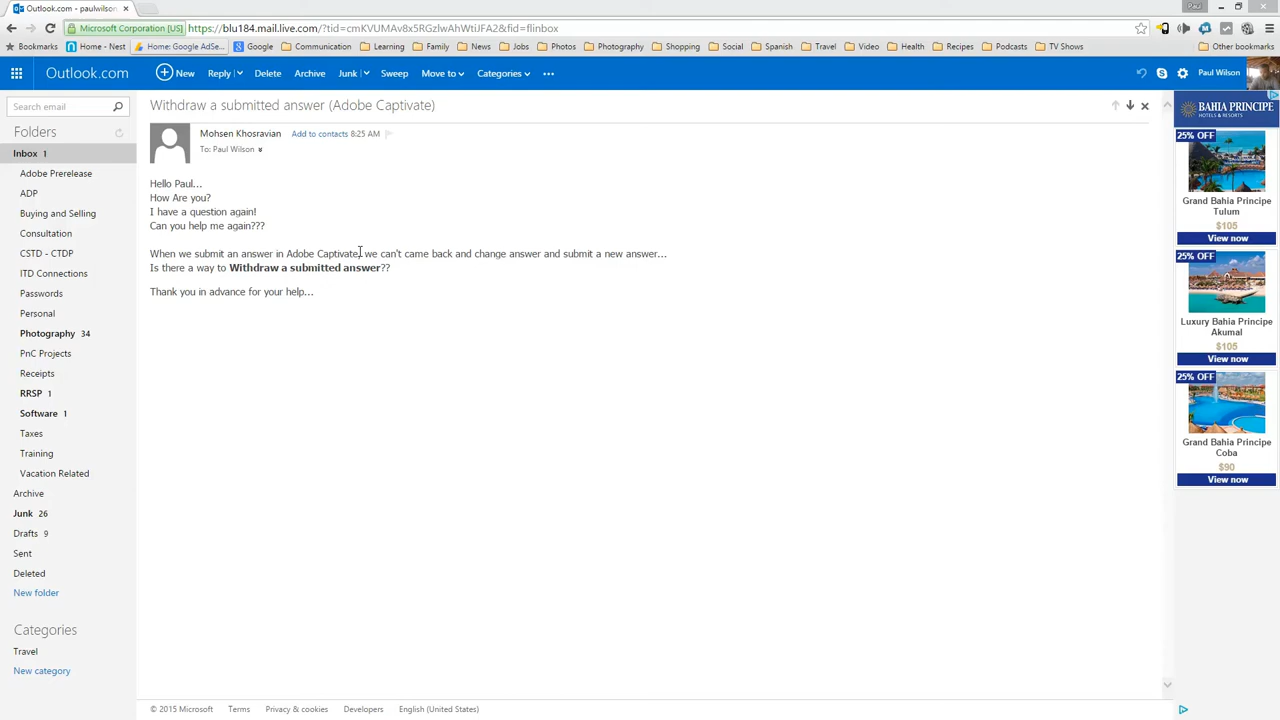 Outlook.com - paulwilson
Paul
Microsoft Corporation [US]
https://blu184.mail.live.com/?tid=cmKVUMAv8x5RGzlwAhWtiJFA2&fid=flinbox
Bookmarks
Home - Nest
Home: Google AdSe
Google
Communication
Learning
Family
News
Jobs
Photos
Photography
Shopping
Social
Spanish
Travel
Video
Health
Recipes
Podcasts
TV Shows
Other bookmarks
Outlook.com
New
Reply
Delete
Archive
Junk
Sweep
Move to
Categories
Paul Wilson
Search email
Folders
Inbox 1
Adobe Prerelease
ADP
Buying and Selling
Consultation
CSTD - CTDP
ITD Connections
Passwords
Personal
Photography 34
PnC Projects
Receipts
RRSP 1
Software 1
Taxes
Training
Vacation Related
Archive
Junk 26
Drafts 9
Sent
Deleted
New folder
Categories
Travel
New category
Withdraw a submitted answer (Adobe Captivate)
Mohsen Khosravian Add to contacts 8:25 AM
To: Paul Wilson
Hello Paul...
How Are you?
I have a question again!
Can you help me again???
When we submit an answer in Adobe Captivate, we can't came back and change answer and submit a new answer...
Is there a way to Withdraw a submitted answer??
Thank you in advance for your help...
BAHIA PRINCIPE
HOTELS & RESORTS
25% OFF
Grand Bahia Principe
Tulum
$105
View now
25% OFF
Luxury Bahia Principe
Akumal
$105
View now
25% OFF
Grand Bahia Principe
Coba
$90
View now
© 2015 Microsoft
Terms
Privacy & cookies
Developers
English (United States)